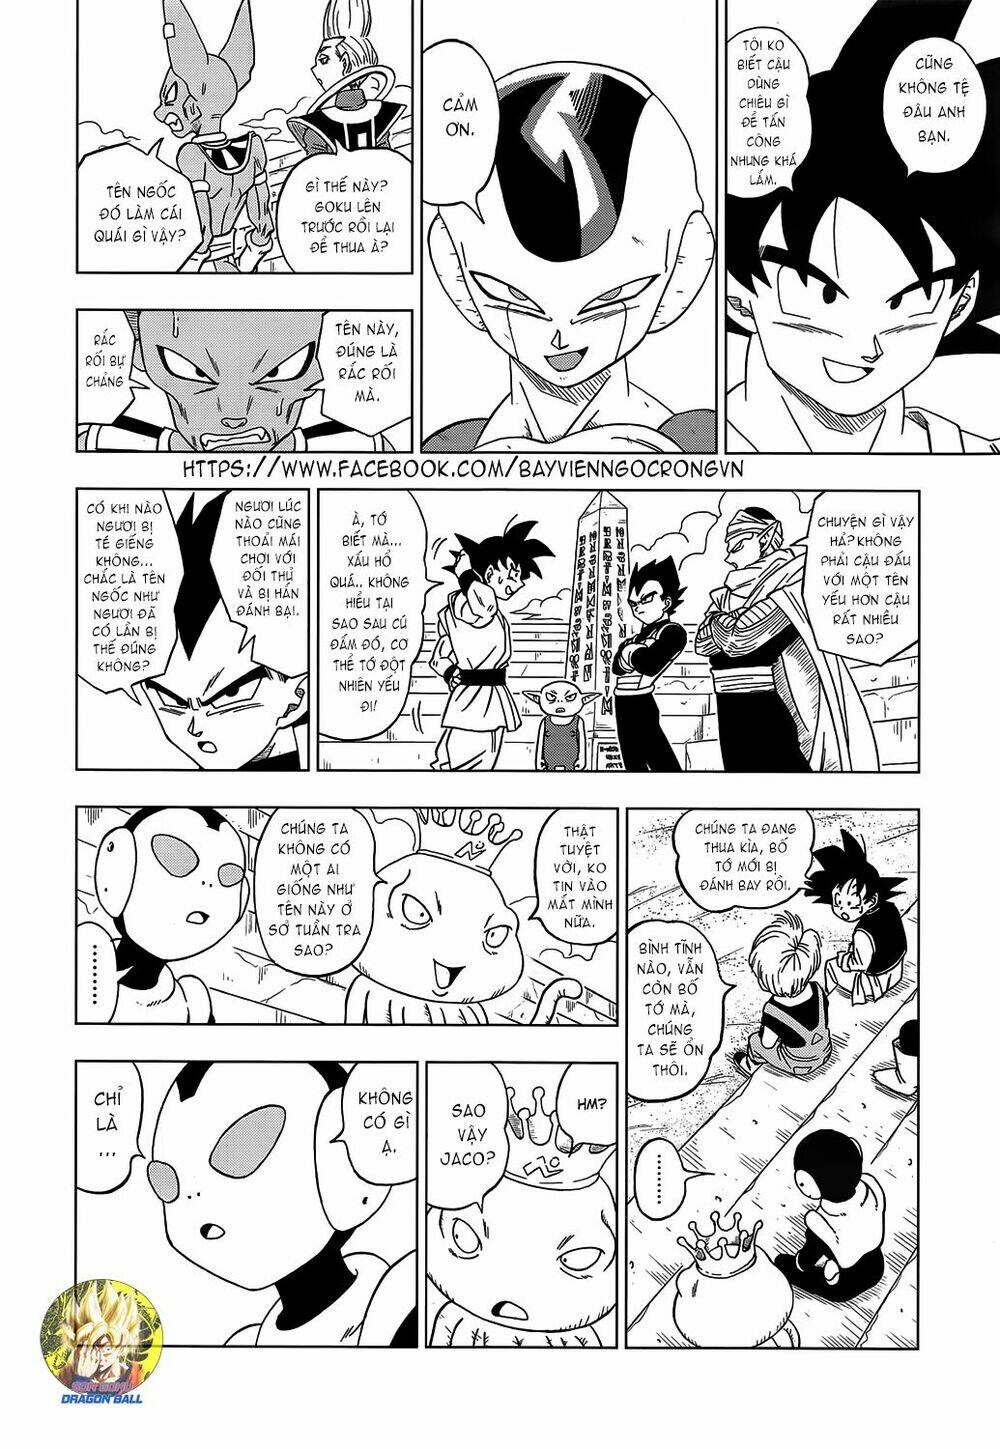 CŨNG
KHÔNG TỆ
ĐÂU ANH
BẠN.
TÔI KO
BIẾT CẬU
DÙNG
CHIÊU GÌ
ĐỂ TẤN
CÔNG
NHƯNG KHÁ
LẮM.
CẢM
ƠN.
GÌ THẾ NÀY?
GOKU LÊN
TRƯỚC RỒI LẠI
ĐỂ THUA À?
TÊN NGỐC
ĐÓ LÀM CÁI
QUÁI GÌ VẬY?
TÊN NÀY,
ĐÚNG LÀ
RẮC RỐI
MÀ.
RẮC
RỐI BỰ
CHẢNG
HTTPS://WWW.FACEBOOK.COM/BAYVIENNGOCRONGVN
CHUYỆN GÌ VẬY
HẢ?KHÔNG
PHẢI CẬU ĐẤU
VỚI MỘT TÊN
YẾU HƠN CẬU
RẤT NHIỀU
SAO?
À, TỚ
BIẾT MÀ...
XẤU HỔ
QUÁ.. KHÔNG
HIỂU TẠI
SAO SAU CÚ
ĐẤM ĐÓ, CƠ
THỂ TỚ ĐỘT
NHIÊN YẾU
ĐI!
NGƯƠI LÚC
NÀO CŨNG
THOẢI MÁI
CHƠI VỚI
ĐỐI THỦ
VÀ BỊ HẮN
ĐÁNH BẠI.
CÓ KHI NÀO
NGƯƠI BỊ
TÉ GIẾNG
KHÔNG...
CHẮC LÀ TÊN
NGỐC NHƯ
NGƯƠI ĐÃ
CÓ LẦN BỊ
THẾ ĐÚNG
KHÔNG?
CHÚNG TA ĐANG
THUA KÌA, BỐ
TỚ MỚI BỊ
ĐÁNH BAY RỒI.
BÌNH TĨNH
NÀO, VẪN
CÒN BỐ
TỚ MÀ,
CHÚNG
TA SẼ ỔN
THÔI.
.........
THẬT
TUYỆT
VỜI, KO
TIN VÀO
MẮT MÌNH
NỮA.
CHÚNG TA
KHÔNG CÓ
MỘT AI
GIỐNG NHƯ
TÊN NÀY Ở
SỞ TUẦN TRA
SAO?
.........
HM?
SAO
VẬY
JACO?
KHÔNG
CÓ GÌ
Ạ.
CHỈ
LÀ
...
SON GOKU
DRAGON BALL